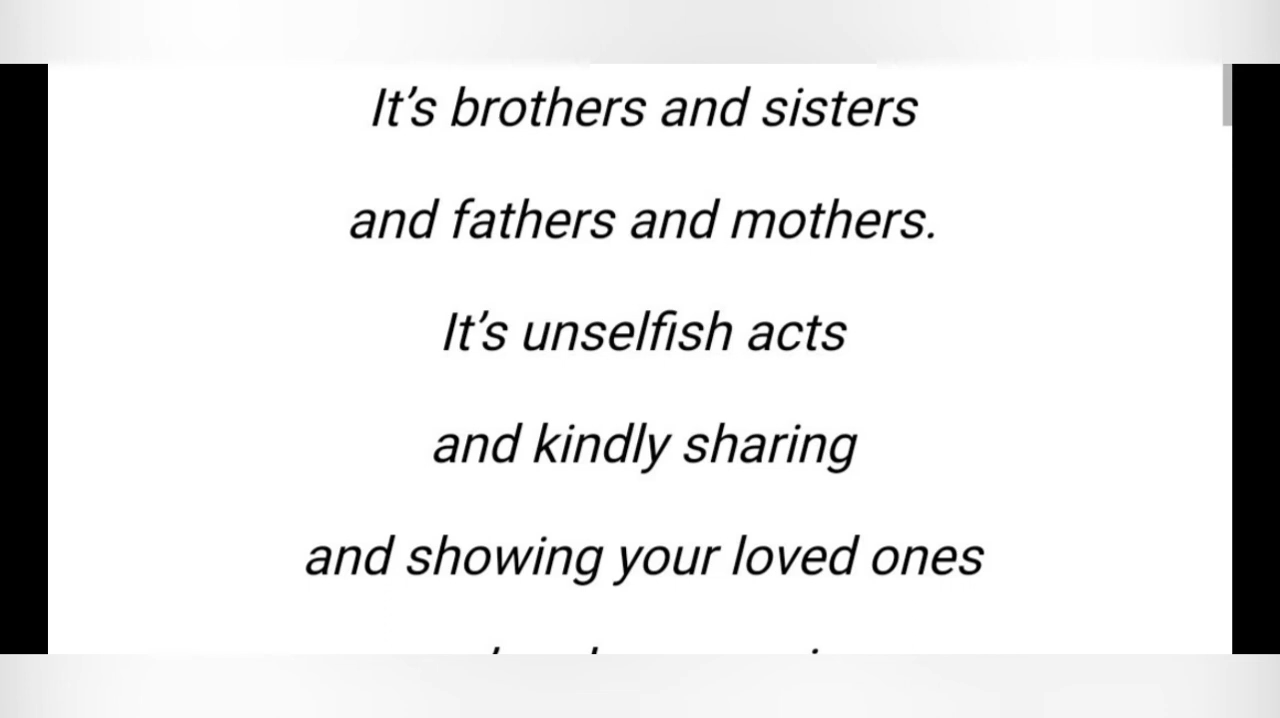 It’s brothers and sisters
and fathers and mothers.
It’s unselfish acts
and kindly sharing
and showing your loved ones